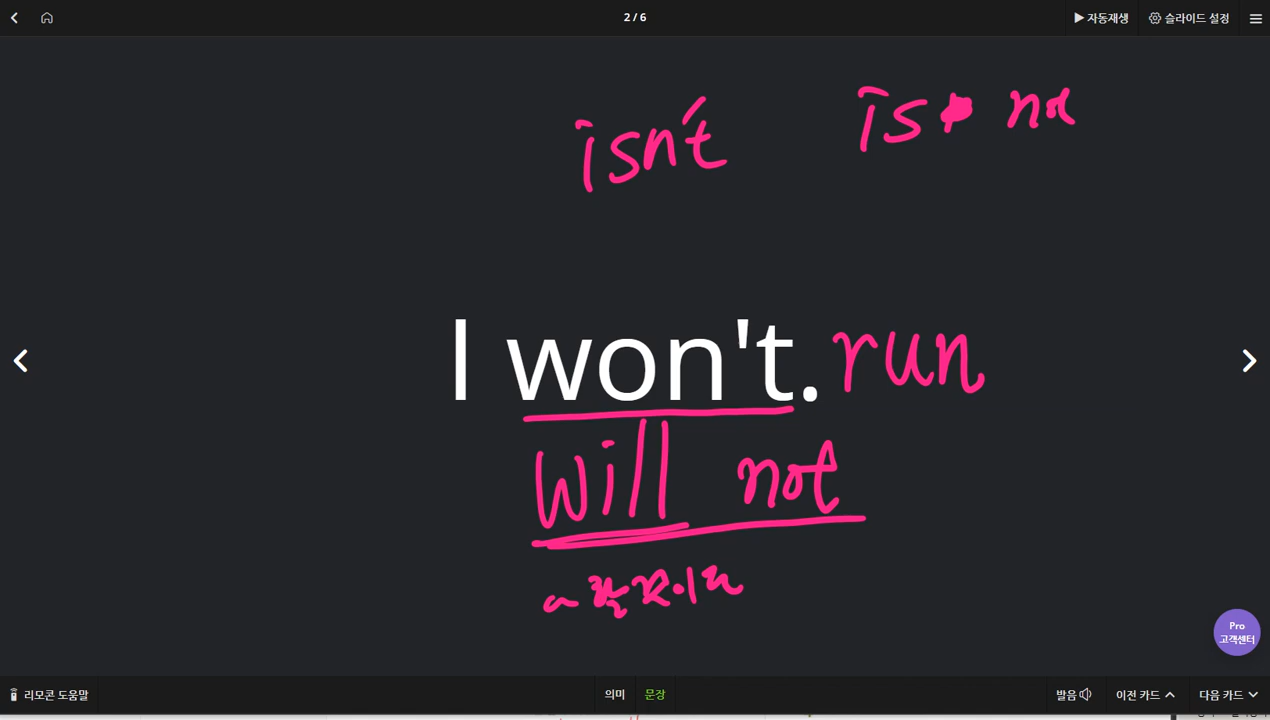 2 / 6 자동재생 슬라이드 설정
isn't is not
I won't. run
Will not
Pro
고객센터
리모콘 도움말 의미 문장 발음 이전 카드 다음 카드